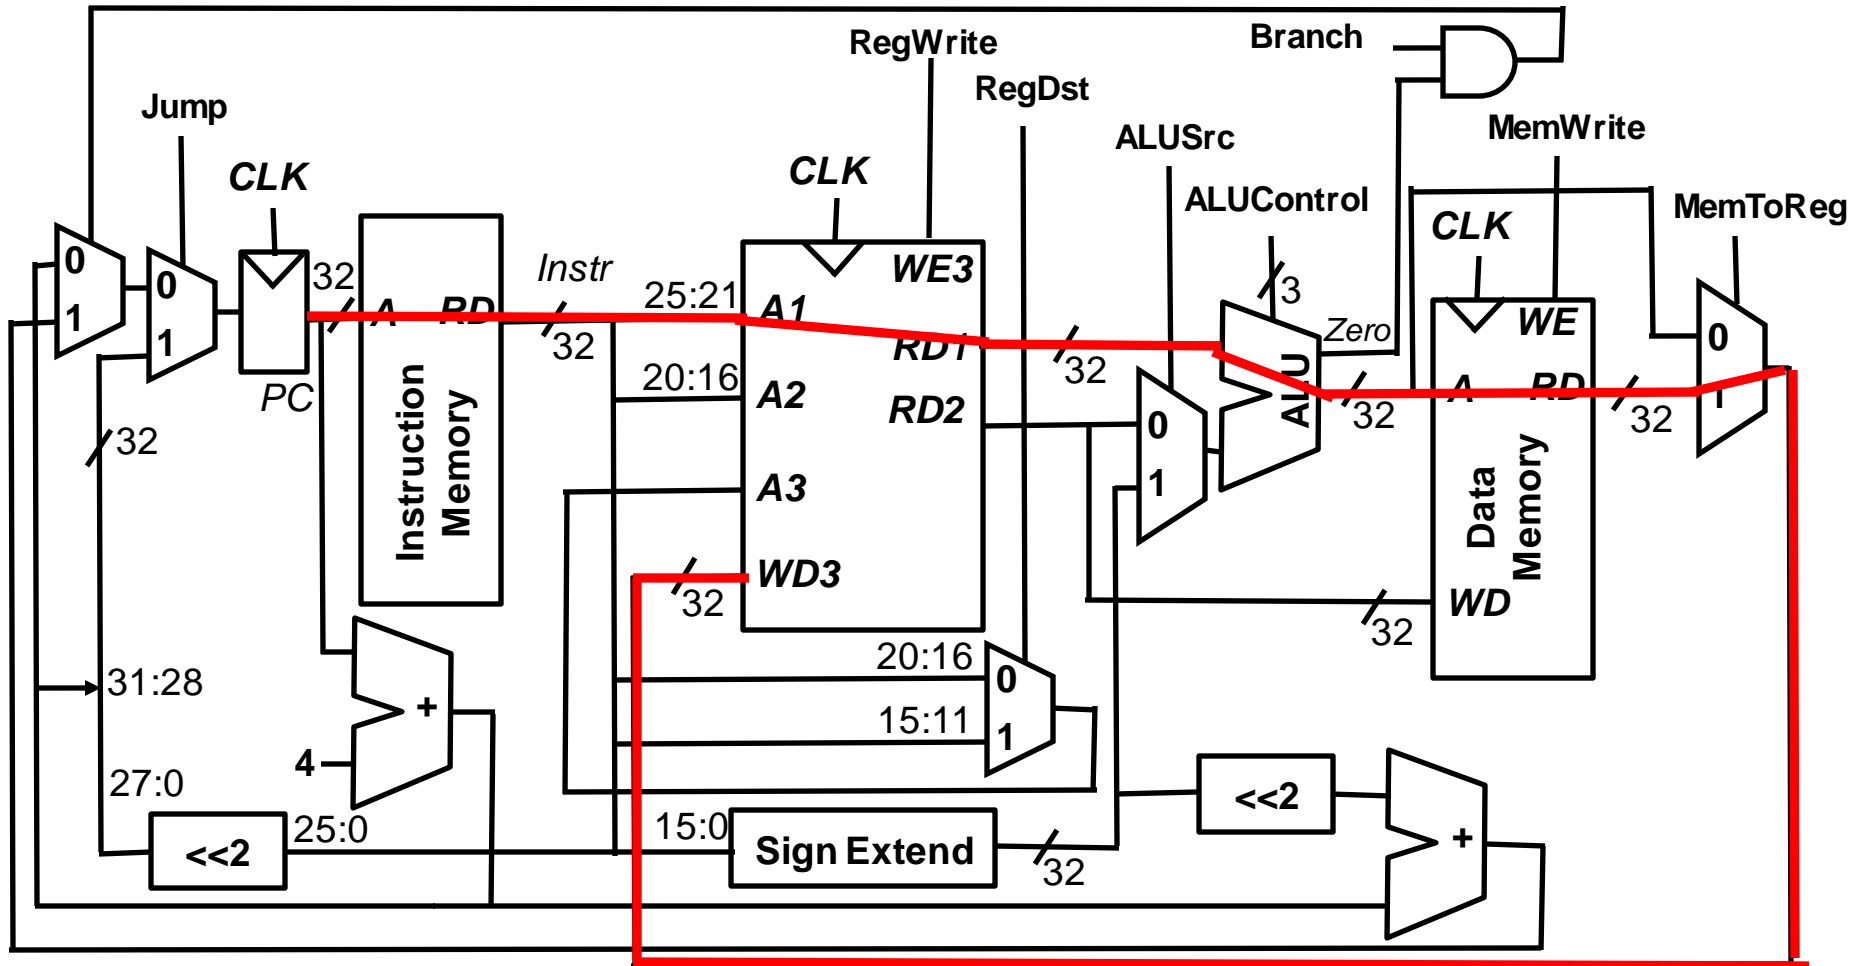 RegWrite
Branch
RegDst
Jump
ALUSrc
MemWrite
CLK
CLK
ALUControl
MemToReg
CLK
0
1
0
1
32
Instr
25:21
A1
WE3
3
Zero
WE
0
1
A
RD
32
RD1
32
ALU
32
A
RD
32
PC
20:16
A2
RD2
0
1
32
Instruction
Memory
A3
Data
Memory
WD3
32
WD
32
31:28
+
4
20:16
0
15:11
1
27:0
<<2
25:0
15:0
Sign Extend
32
<<2
+